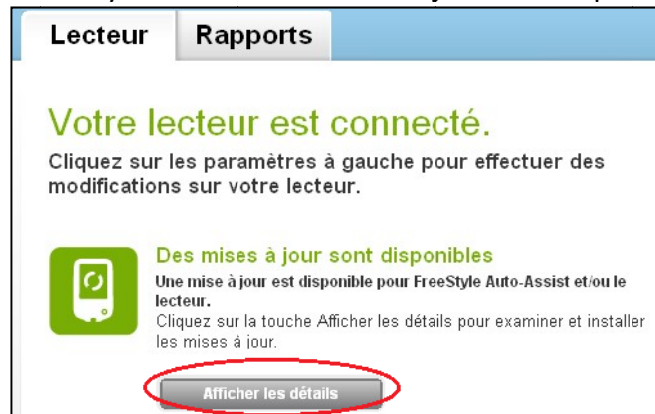 Lecteur Rapports
Votre lecteur est connecté.
Cliquez sur les paramètres à gauche pour effectuer des
modifications sur votre lecteur.
Des mises à jour sont disponibles
Une mise à jour est disponible pour FreeStyle Auto-Assist et/ou le
lecteur.
Cliquez sur la touche Afficher les détails pour examiner et installer
les mises à jour.
Afficher les détails